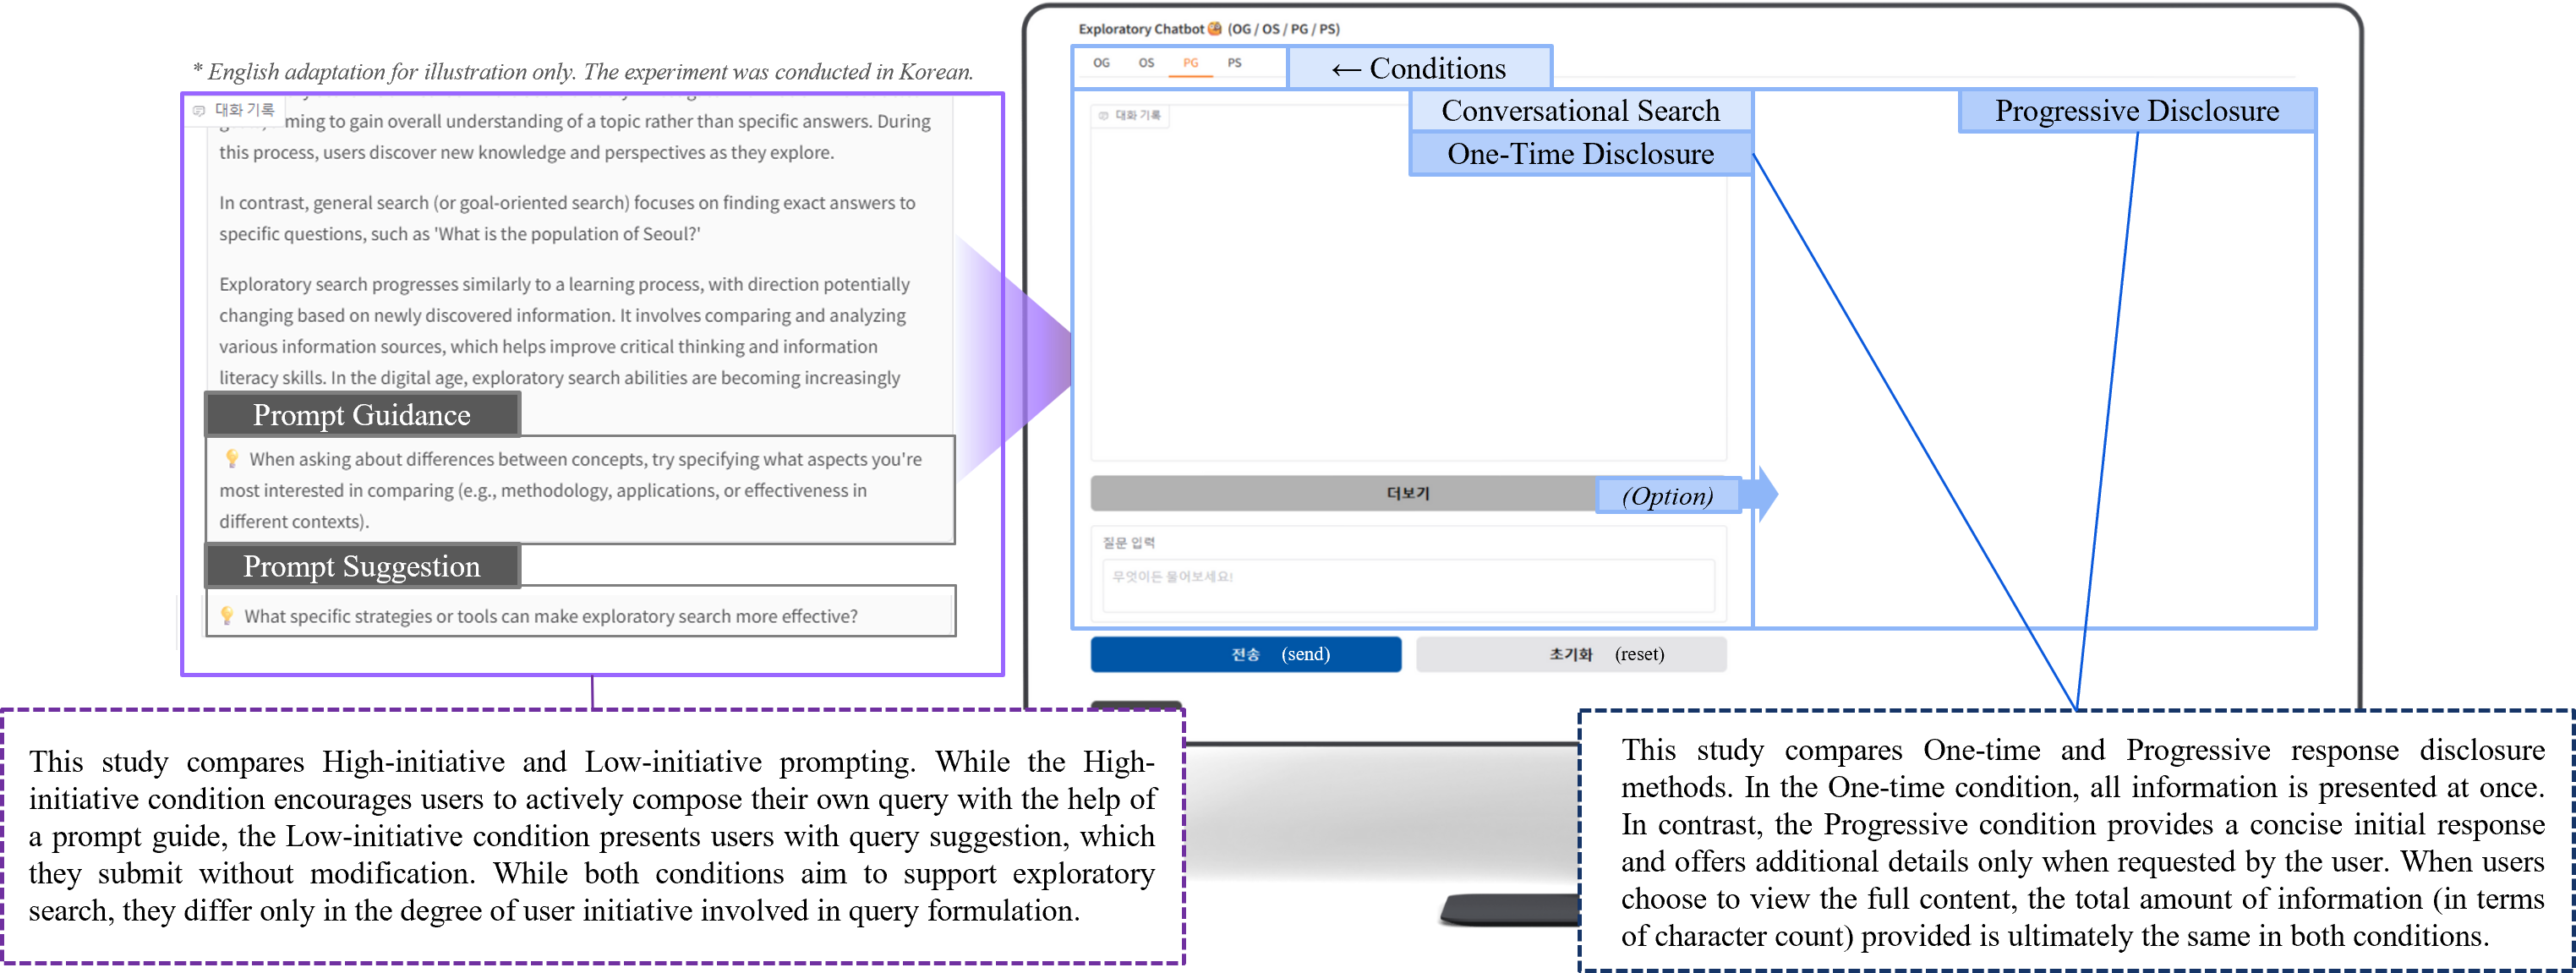 * English adaptation for illustration only. The experiment was conducted in Korean.
대화 기록
ming to gain overall understanding of a topic rather than specific answers. During
this process, users discover new knowledge and perspectives as they explore.
In contrast, general search (or goal-oriented search) focuses on finding exact answers to
specific questions, such as 'What is the population of Seoul?'
Exploratory search progresses similarly to a learning process, with direction potentially
changing based on newly discovered information. It involves comparing and analyzing
various information sources, which helps improve critical thinking and information
literacy skills. In the digital age, exploratory search abilities are becoming increasingly
Prompt Guidance
💡 When asking about differences between concepts, try specifying what aspects you're
most interested in comparing (e.g., methodology, applications, or effectiveness in
different contexts).
Prompt Suggestion
💡 What specific strategies or tools can make exploratory search more effective?
Exploratory Chatbot (OG / OS / PG / PS)
OG OS PG PS
← Conditions
대화 기록
Conversational Search
One-Time Disclosure
Progressive Disclosure
더보기
(Option)
질문 입력
무엇이든 물어보세요!
전송 (send)
초기화 (reset)
This study compares High-initiative and Low-initiative prompting. While the High-
initiative condition encourages users to actively compose their own query with the help of
a prompt guide, the Low-initiative condition presents users with query suggestion, which
they submit without modification. While both conditions aim to support exploratory
search, they differ only in the degree of user initiative involved in query formulation.
This study compares One-time and Progressive response disclosure
methods. In the One-time condition, all information is presented at once.
In contrast, the Progressive condition provides a concise initial response
and offers additional details only when requested by the user. When users
choose to view the full content, the total amount of information (in terms
of character count) provided is ultimately the same in both conditions.